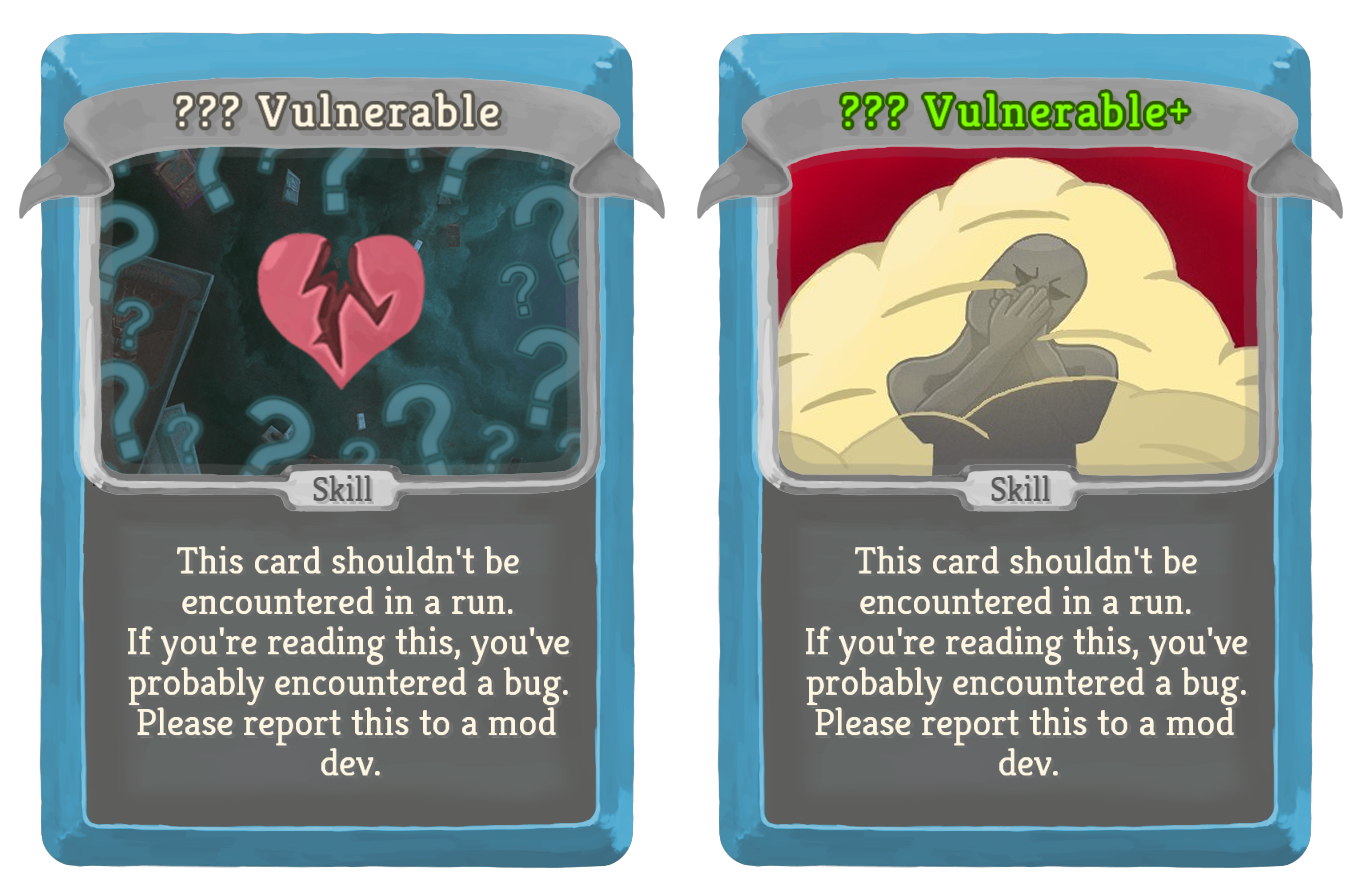 ??? Vulnerable
Skill
This card shouldn't be
encountered in a run.
If you're reading this, you've
probably encountered a bug.
Please report this to a mod
dev.
??? Vulnerable+
Skill
This card shouldn't be
encountered in a run.
If you're reading this, you've
probably encountered a bug.
Please report this to a mod
dev.